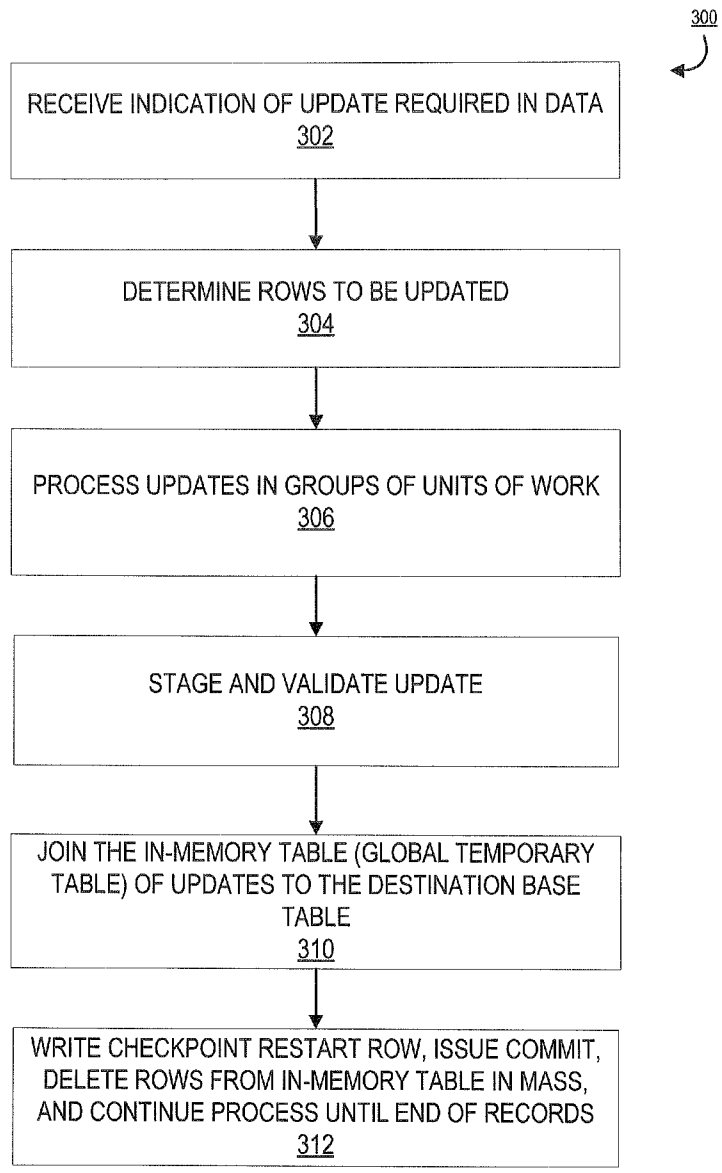 300
RECEIVE INDICATION OF UPDATE REQUIRED IN DATA
302
DETERMINE ROWS TO BE UPDATED
304
PROCESS UPDATES IN GROUPS OF UNITS OF WORK
306
STAGE AND VALIDATE UPDATE
308
JOIN THE IN-MEMORY TABLE (GLOBAL TEMPORARY
TABLE) OF UPDATES TO THE DESTINATION BASE
TABLE
310
WRITE CHECKPOINT RESTART ROW, ISSUE COMMIT,
DELETE ROWS FROM IN-MEMORY TABLE IN MASS,
AND CONTINUE PROCESS UNTIL END OF RECORDS
312